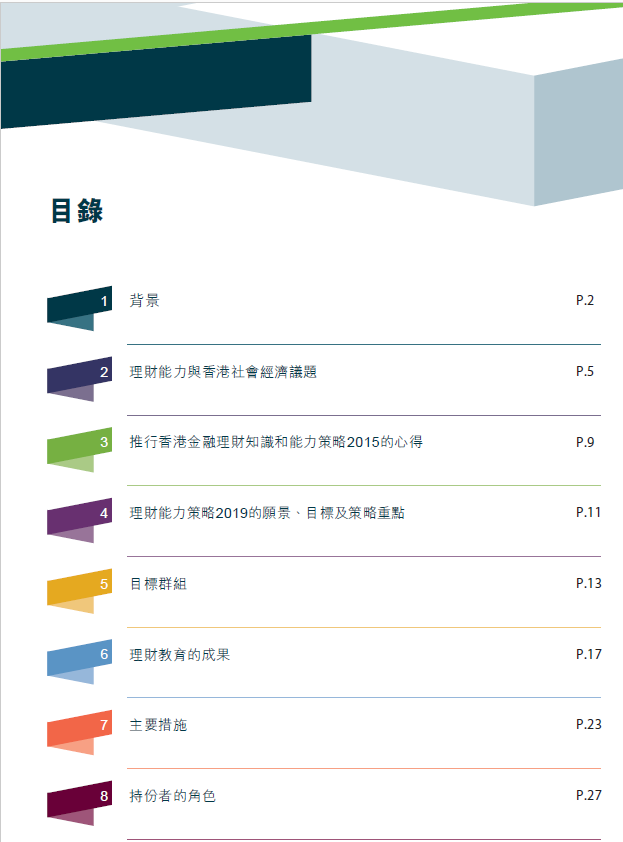 目錄
1 背景 P.2
2 理財能力與香港社會經濟議題 P.5
3 推行香港金融理財知識和能力策略2015的心得 P.9
4 理財能力策略2019的願景、目標及策略重點 P.11
5 目標群組 P.13
6 理財教育的成果 P.17
7 主要措施 P.23
8 持份者的角色 P.27